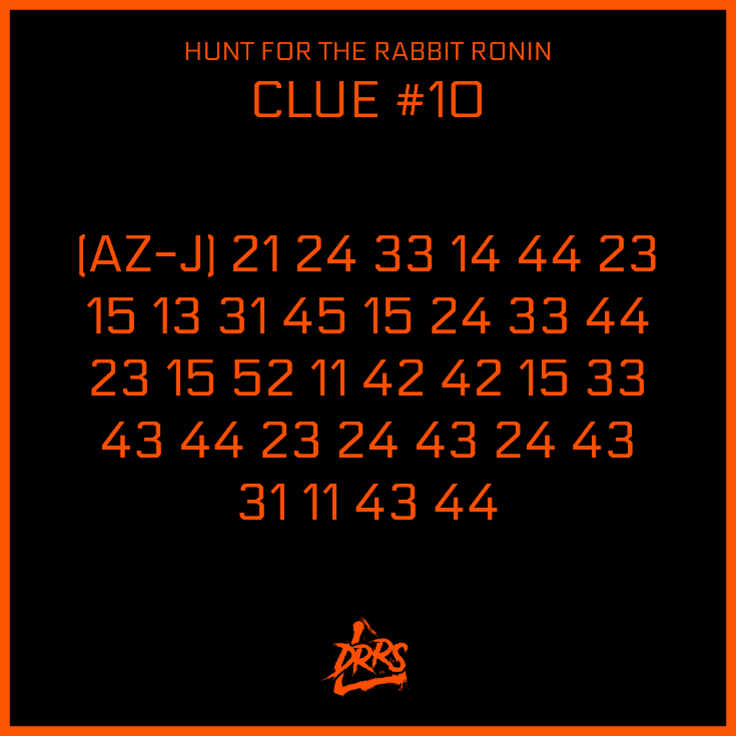 HUNT FOR THE RABBIT RONIN
CLUE #10
(AZ-J) 21 24 33 14 44 23
15 13 31 45 15 24 33 44
23 15 52 11 42 42 15 33
43 44 23 24 43 24 43
31 11 43 44
DRRS